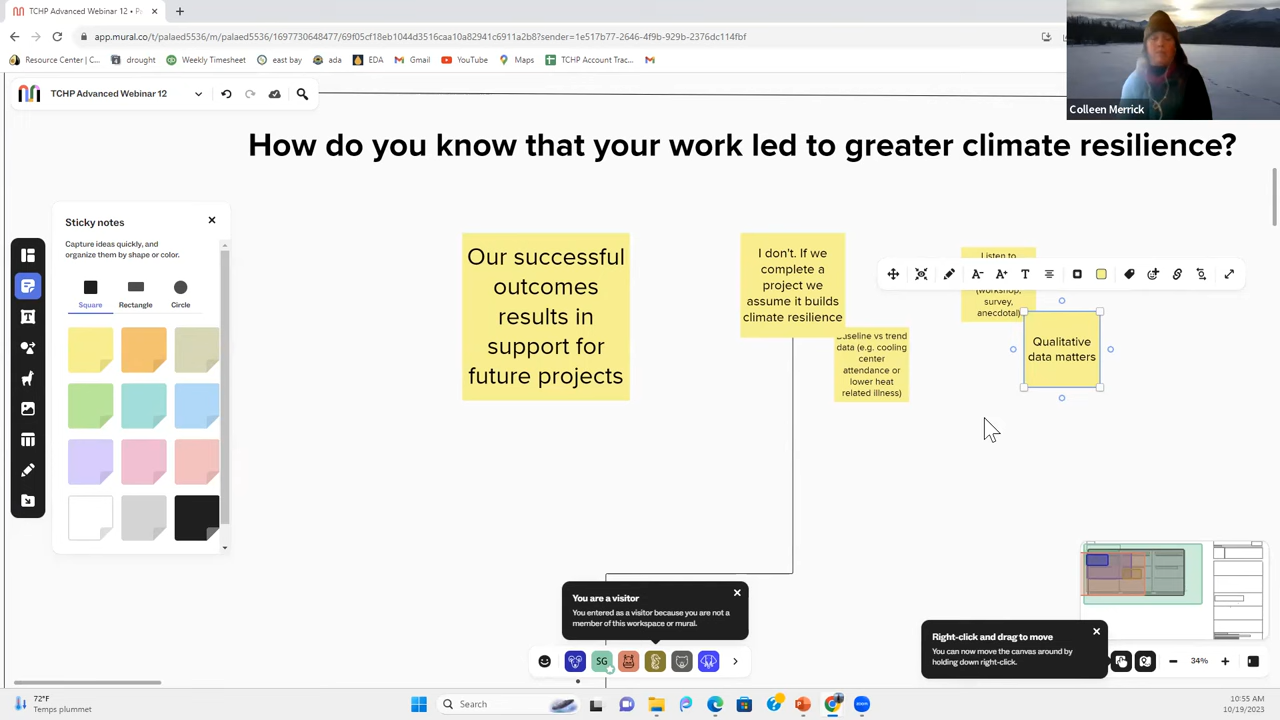 TCHP Advanced Webinar 12 •
app.mural.co/t/palaed5536/m/palaed5536/1697730648477/69f05cf18eb1044d3516caa10a82941c6911a2b8?sender=1e517b77-2646-4f9b-929b-2376dc114fbf
Resource Center | C...
drought
Weekly Timesheet
east bay
ada
EDA
Gmail
YouTube
Maps
TCHP Account Trac...
TCHP Advanced Webinar 12
Colleen Merrick
How do you know that your work led to greater climate resilience?
Sticky notes
Capture ideas quickly, and
organize them by shape or color.
Square
Rectangle
Circle
Our successful
outcomes
results in
support for
future projects
I don't. If we
complete a
project we
assume it builds
climate resilience
Baseline vs trend
data (e.g. cooling
center
attendance or
lower heat
related illness)
Listen to
(workshop,
survey,
anecdotal)
A-
A+
T
Qualitative
data matters
You are a visitor
You entered as a visitor because you are not a
member of this workspace or mural.
SG
Right-click and drag to move
You can now move the canvas around by
holding down right-click.
34%
72°F
Temps plummet
Search
10:55 AM
10/19/2023